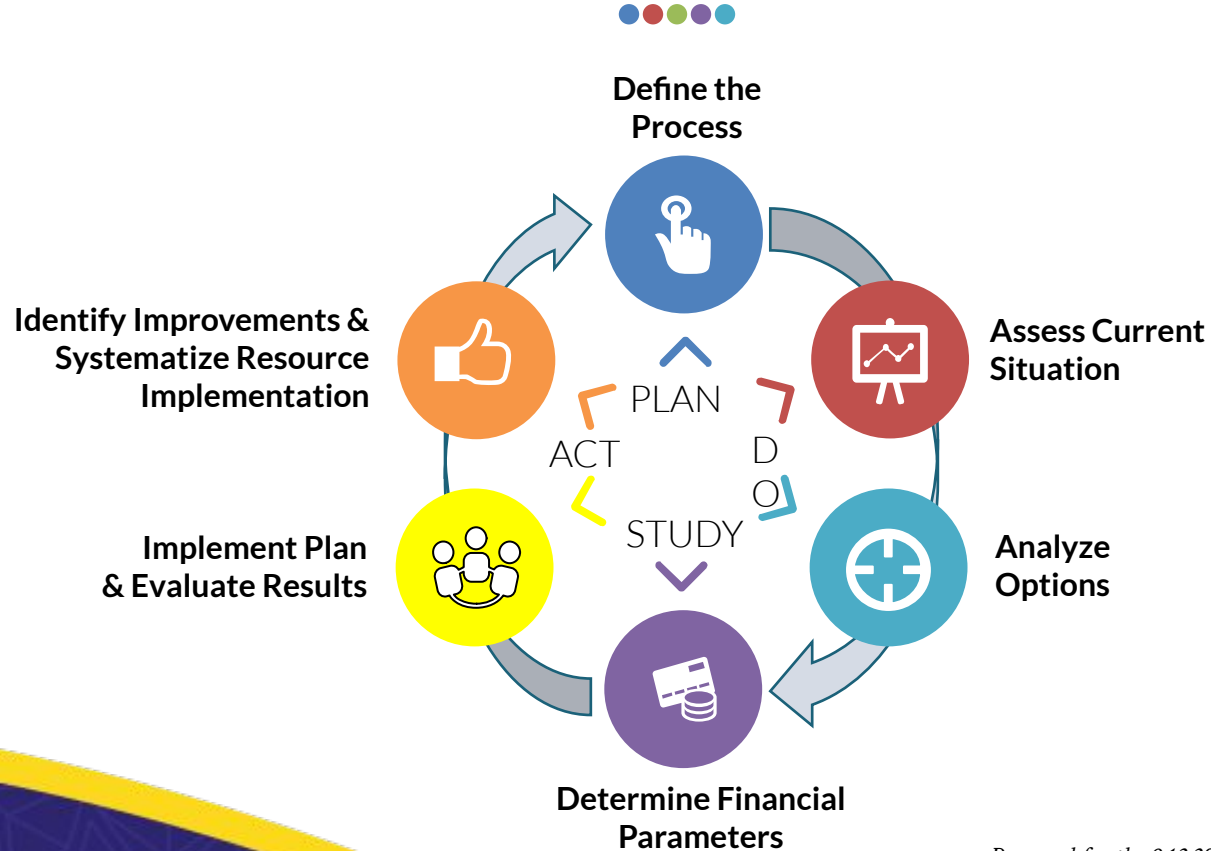 Define the
Process
Assess Current
Situation
Analyze
Options
Determine Financial
Parameters
Implement Plan
& Evaluate Results
Identify Improvements &
Systematize Resource
Implementation
PLAN
D
O
STUDY
ACT